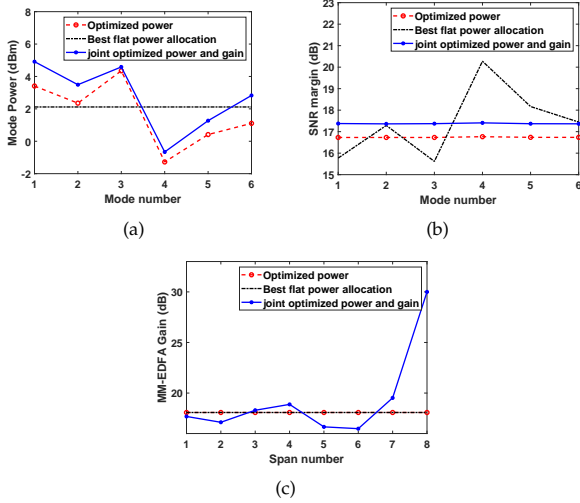 Optimized power
Best flat power allocation
joint optimized power and gain
Mode Power (dBm)
8
6
4
2
0
-2
1 2 3 4 5 6
Mode number
(a)
Optimized power
Best flat power allocation
joint optimized power and gain
SNR margin (dB)
23
22
21
20
19
18
17
16
15
1 2 3 4 5 6
Mode number
(b)
Optimized power
Best flat power allocation
joint optimized power and gain
MM-EDFA Gain (dB)
30
20
1 2 3 4 5 6 7 8
Span number
(c)